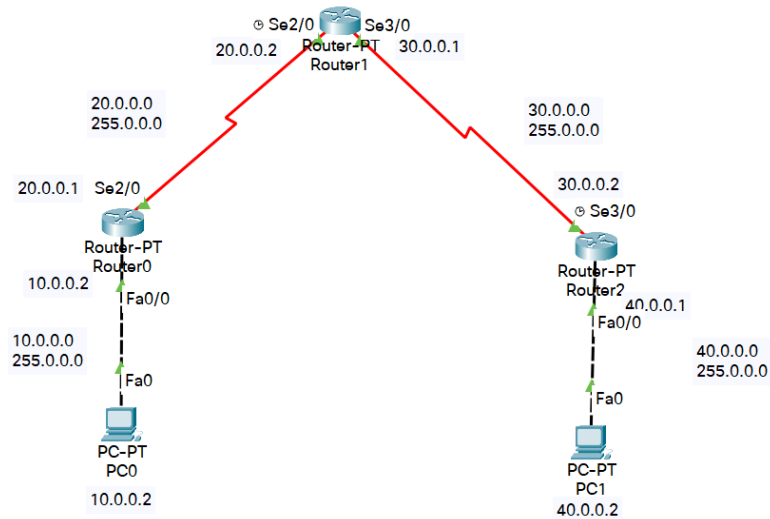 Se2/0
Se3/0
20.0.0.2
Router-PT
30.0.0.1
Router1
20.0.0.0
255.0.0.0
30.0.0.0
255.0.0.0
20.0.0.1
Se2/0
30.0.0.2
Se3/0
Router-PT
Router0
Router-PT
Router2
10.0.0.2
Fa0/0
40.0.0.1
Fa0/0
10.0.0.0
255.0.0.0
40.0.0.0
255.0.0.0
Fa0
Fa0
PC-PT
PC0
10.0.0.2
PC-PT
PC1
40.0.0.2